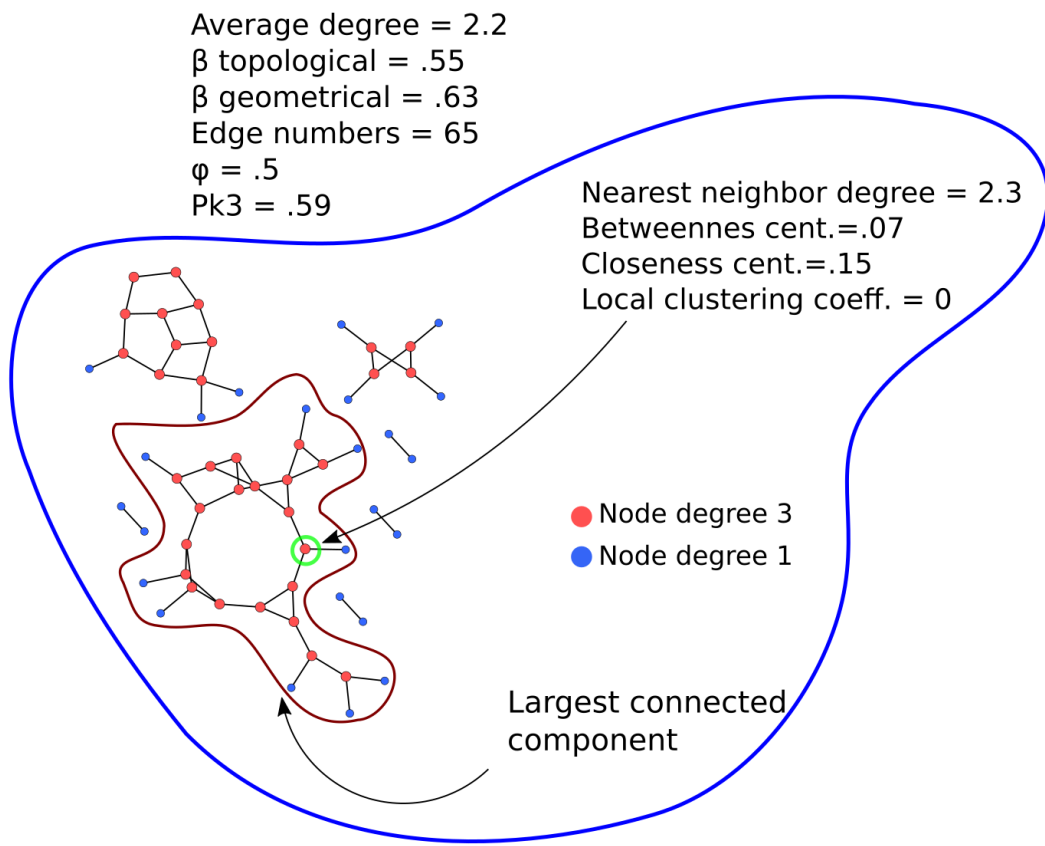 Average degree = 2.2
β topological = .55
β geometrical = .63
Edge numbers = 65
φ = .5
Pk3 = .59
Nearest neighbor degree = 2.3
Betweennes cent.=.07
Closeness cent.=.15
Local clustering coeff. = 0
Node degree 3
Node degree 1
Largest connected
component